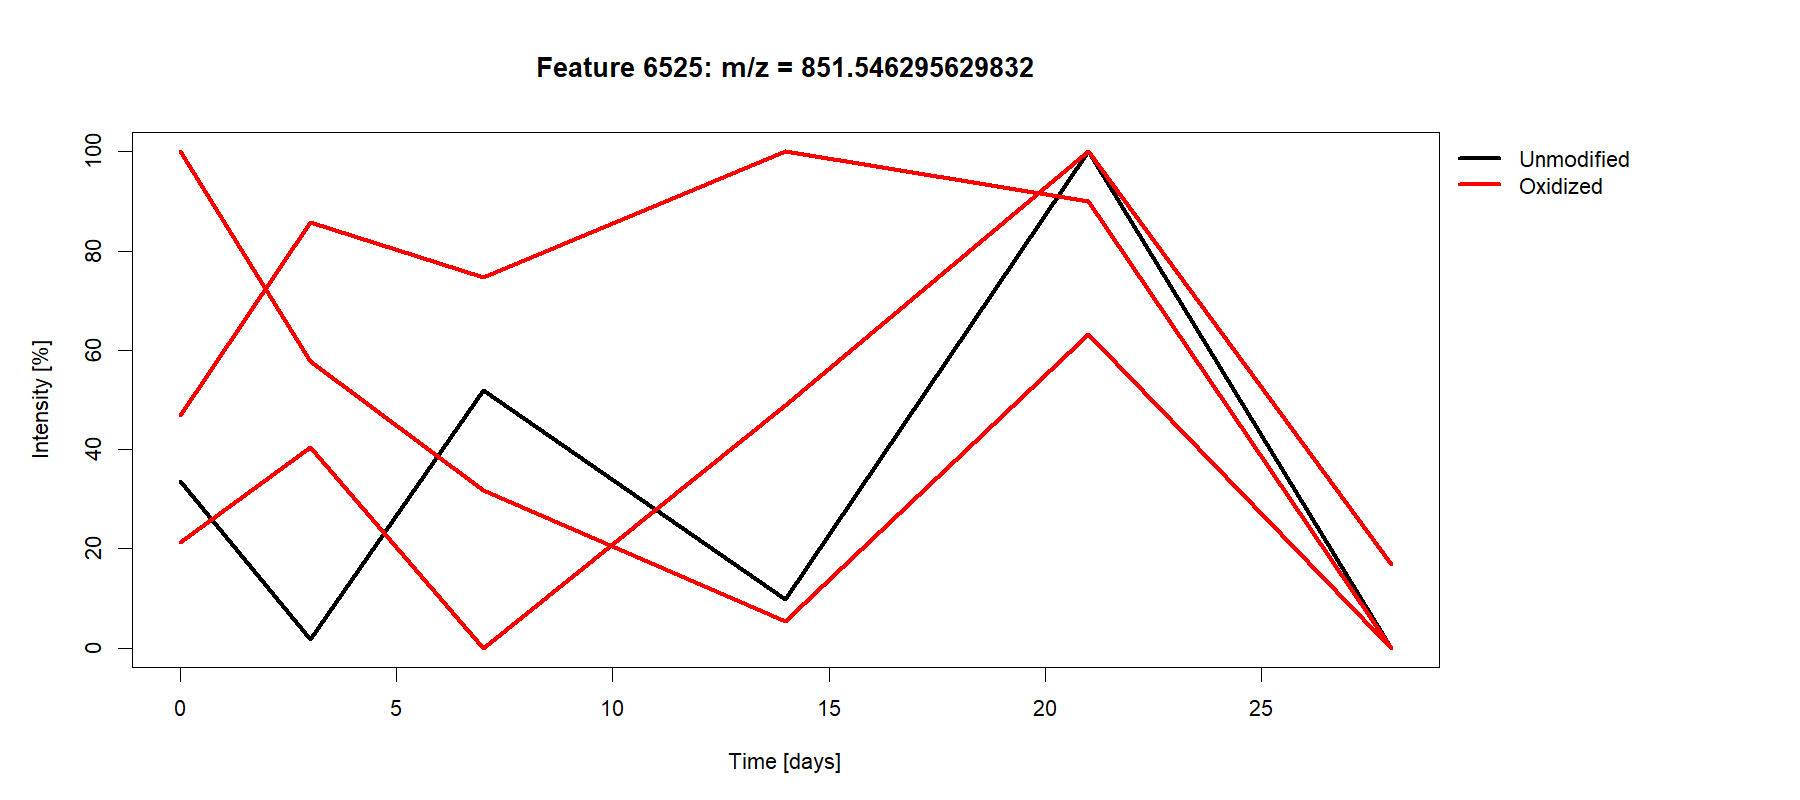 Feature 6525: m/z = 851.546295629832
Unmodified
Oxidized
Intensity [%]
100
80
60
40
20
0
0 5 10 15 20 25
Time [days]